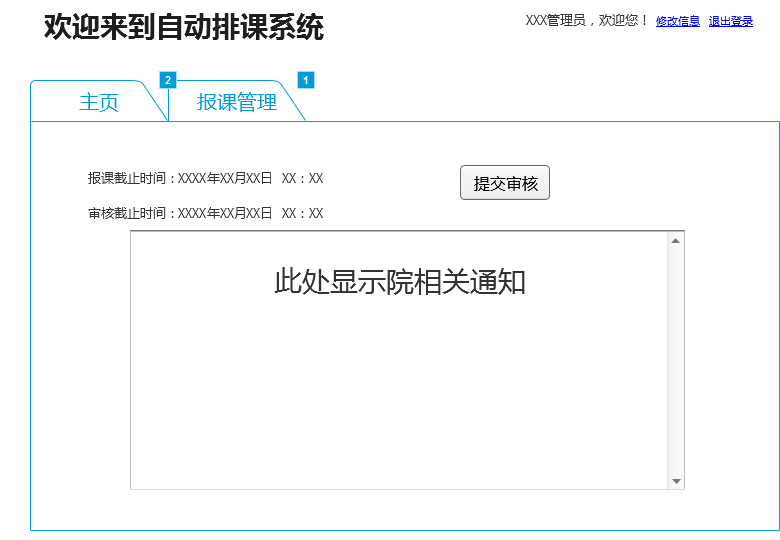 欢迎来到自动排课系统
XXX管理员，欢迎您！ 修改信息 退出登录
主页 2 报课管理 1
报课截止时间：XXXX年XX月XX日 XX：XX
提交审核
审核截止时间：XXXX年XX月XX日 XX：XX
此处显示院相关通知